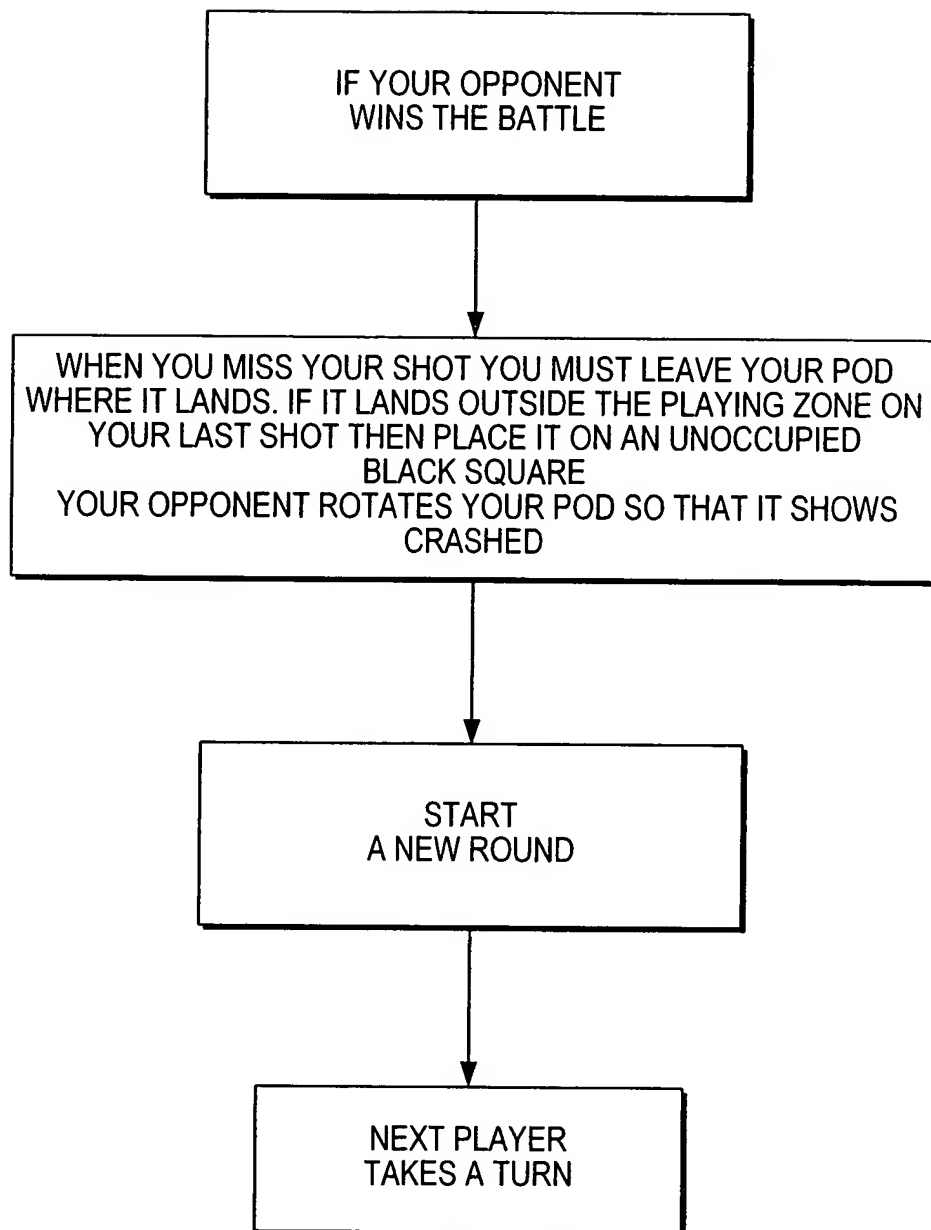 IF YOUR OPPONENT
WINS THE BATTLE
WHEN YOU MISS YOUR SHOT YOU MUST LEAVE YOUR POD
WHERE IT LANDS. IF IT LANDS OUTSIDE THE PLAYING ZONE ON
YOUR LAST SHOT THEN PLACE IT ON AN UNOCCUPIED
BLACK SQUARE
YOUR OPPONENT ROTATES YOUR POD SO THAT IT SHOWS
CRASHED
START
A NEW ROUND
NEXT PLAYER
TAKES A TURN